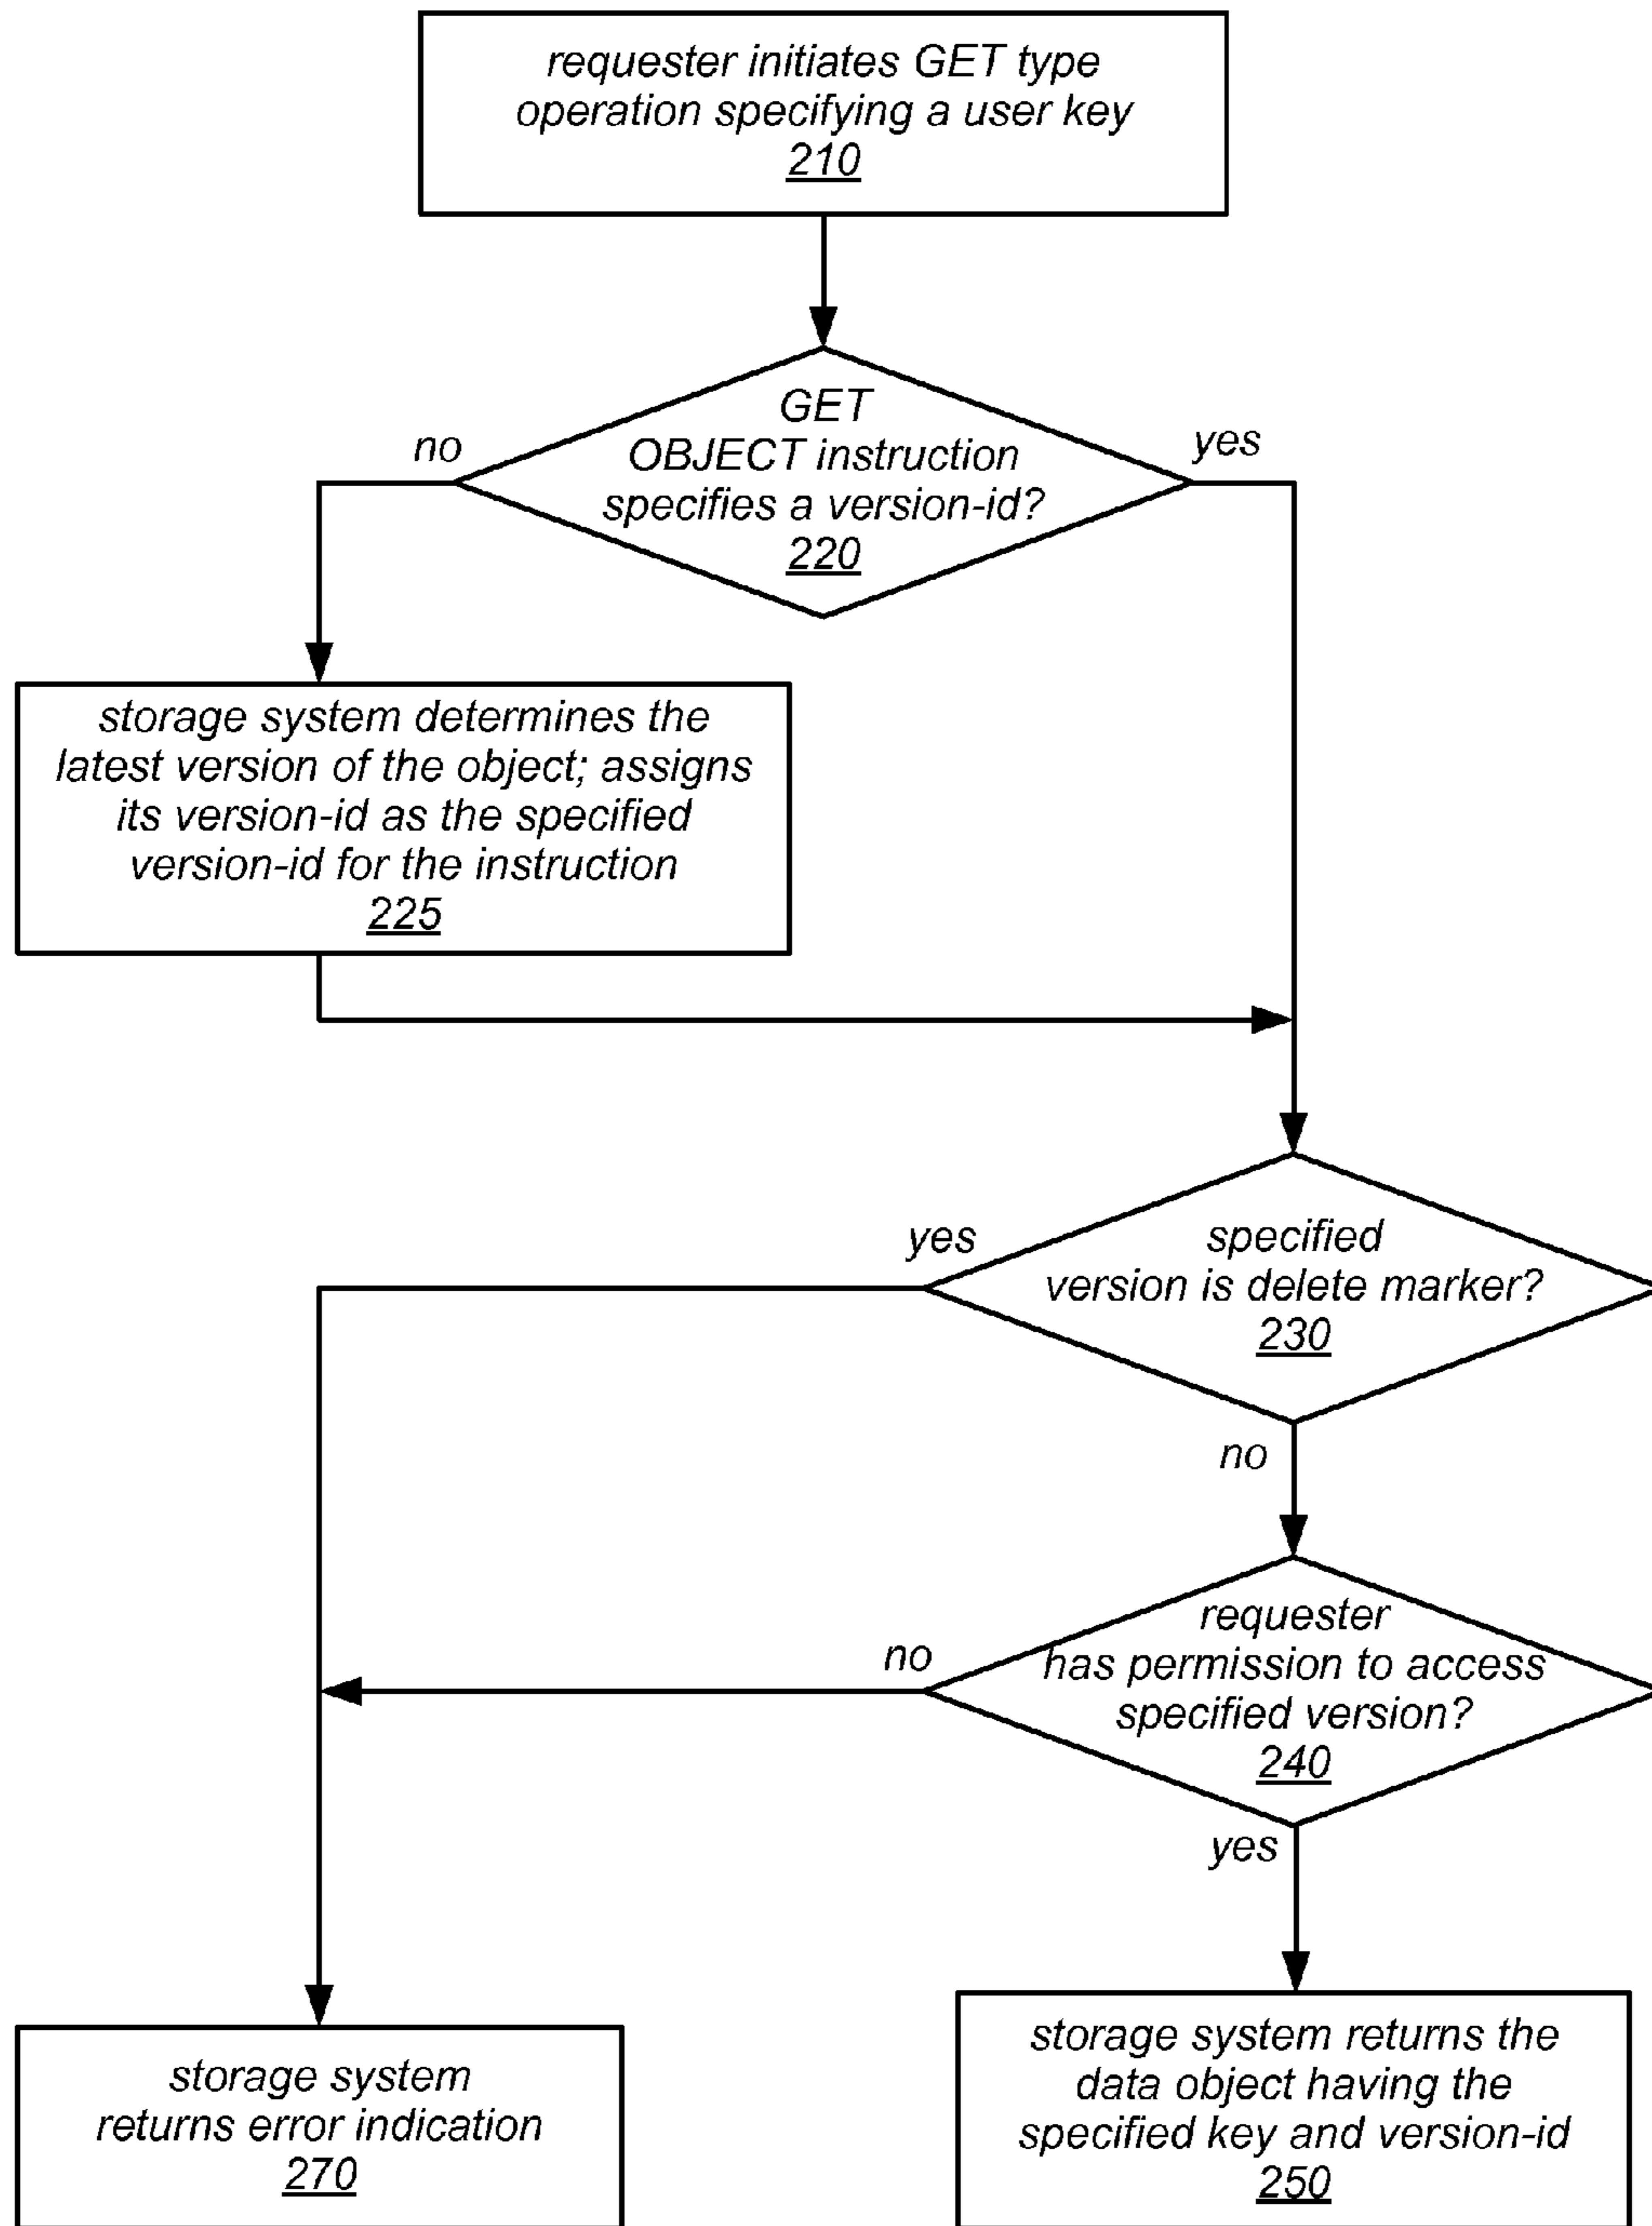 requester initiates GET type
operation specifying a user key
210
GET
OBJECT instruction
specifies a version-id?
220
no
yes
storage system determines the
latest version of the object; assigns
its version-id as the specified
version-id for the instruction
225
specified
version is delete marker?
230
yes
no
requester
has permission to access
specified version?
240
no
yes
storage system
returns error indication
270
storage system returns the
data object having the
specified key and version-id
250